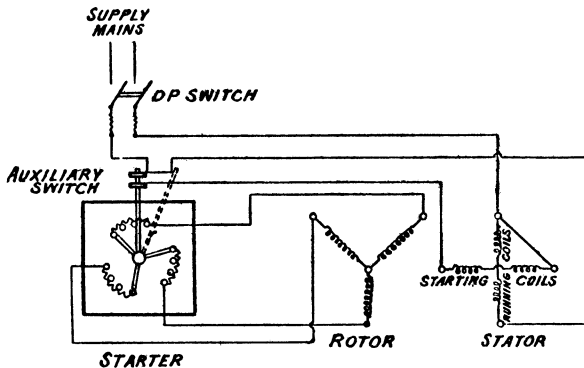 SUPPLY
MAINS
DP SWITCH
AUXILIARY
SWITCH
COILS
STARTING
COILS
RUNNING
STARTER
ROTOR
STATOR